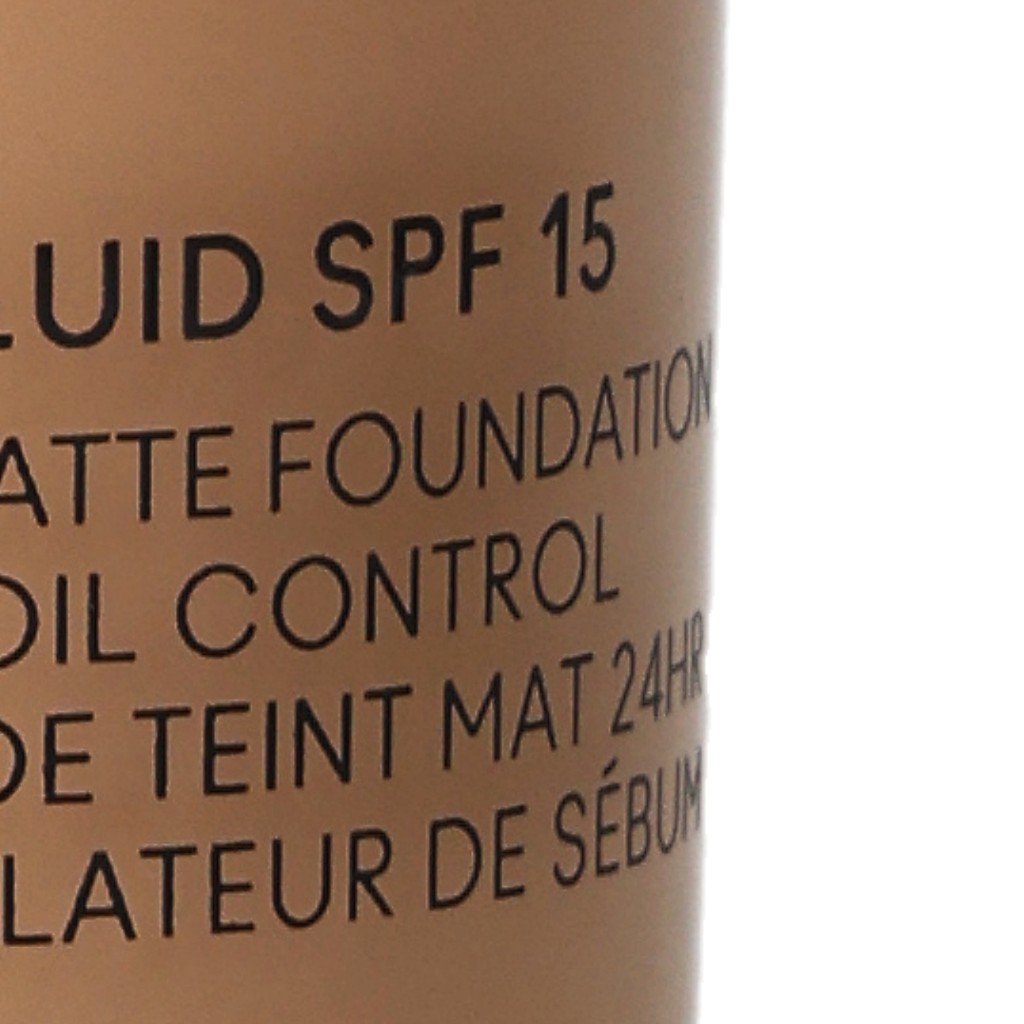 LUID SPF 15
ATTE FOUNDATION
OIL CONTROL
DE TEINT MAT 24HR
LATEUR DE SÉBUM